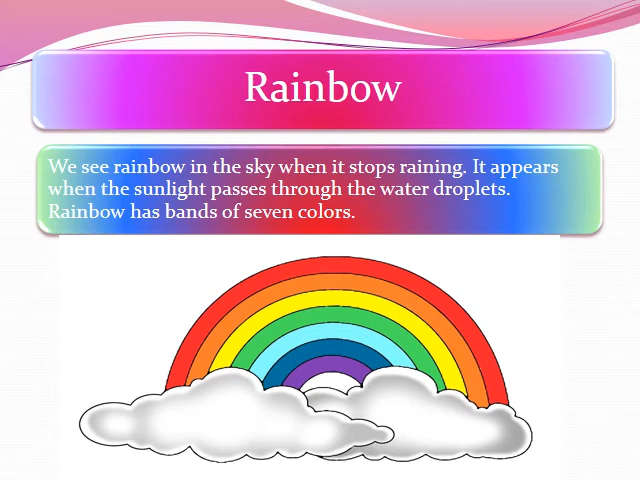 Rainbow
We see rainbow in the sky when it stops raining. It appears
when the sunlight passes through the water droplets.
Rainbow has bands of seven colors.